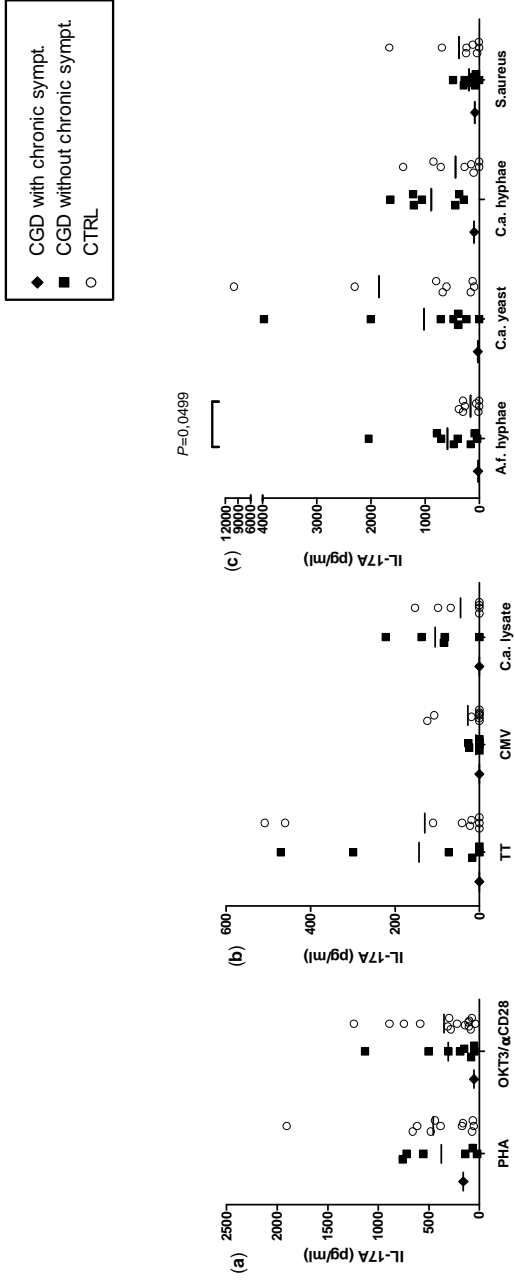 CGD with chronic sympt.
CGD without chronic sympt.
CTRL
(a)
2500
2000
1500
1000
500
0
IL-17A (pg/ml)
PHA
OKT3/αCD28
(b)
600
400
200
0
IL-17A (pg/ml)
TT
CMV
C.a. lysate
(c)
12000
9000
6000
4000
3000
2000
1000
0
IL-17A (pg/ml)
P=0,0499
A.f. hyphae
C.a. yeast
C.a. hyphae
S.aureus